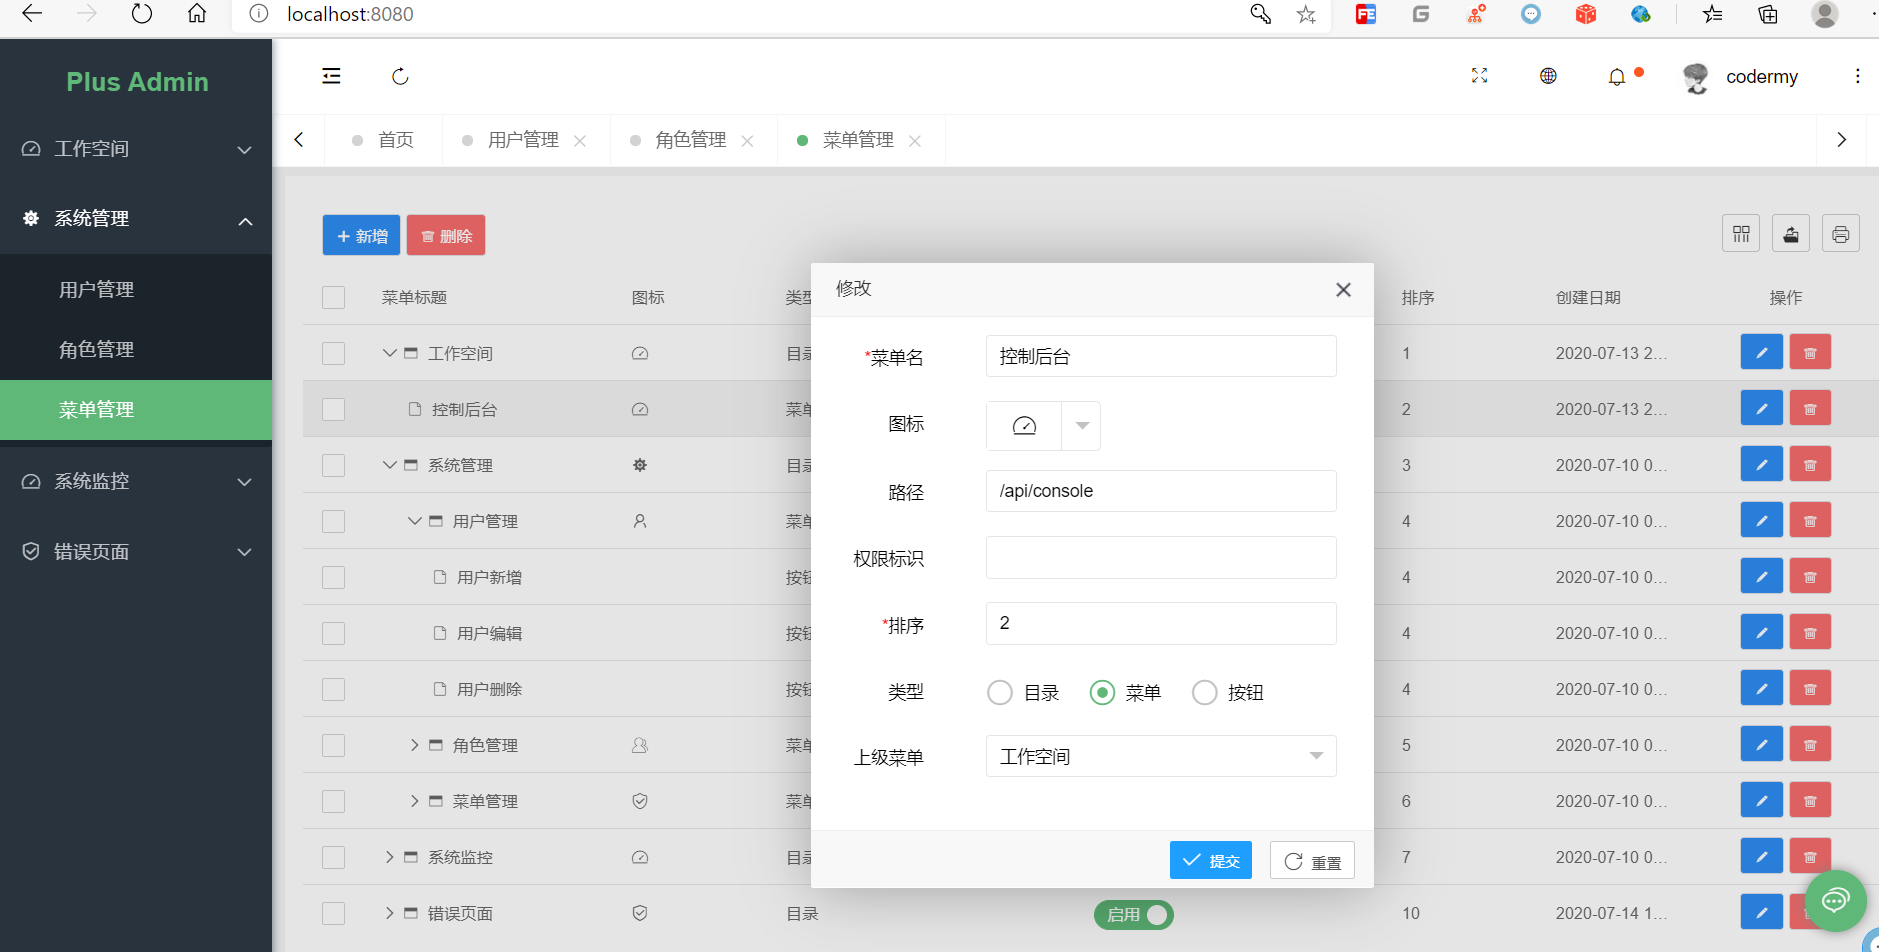 localhost:8080
Plus Admin
codermy
首页
用户管理
角色管理
菜单管理
工作空间
系统管理
用户管理
角色管理
菜单管理
系统监控
错误页面
新增
删除
菜单标题 图标 类型 排序 创建日期 操作
工作空间 目录 1 2020-07-13 2...
控制后台 菜单 2 2020-07-13 2...
系统管理 目录 3 2020-07-10 0...
用户管理 菜单 4 2020-07-10 0...
用户新增 按钮 4 2020-07-10 0...
用户编辑 按钮 4 2020-07-10 0...
用户删除 按钮 4 2020-07-10 0...
角色管理 菜单 5 2020-07-10 0...
菜单管理 菜单 6 2020-07-10 0...
系统监控 目录 7 2020-07-10 0...
错误页面 目录 启用 10 2020-07-14 1...
修改
*菜单名 控制后台
图标
路径 /api/console
权限标识
*排序 2
类型 目录 菜单 按钮
上级菜单 工作空间
提交
重置